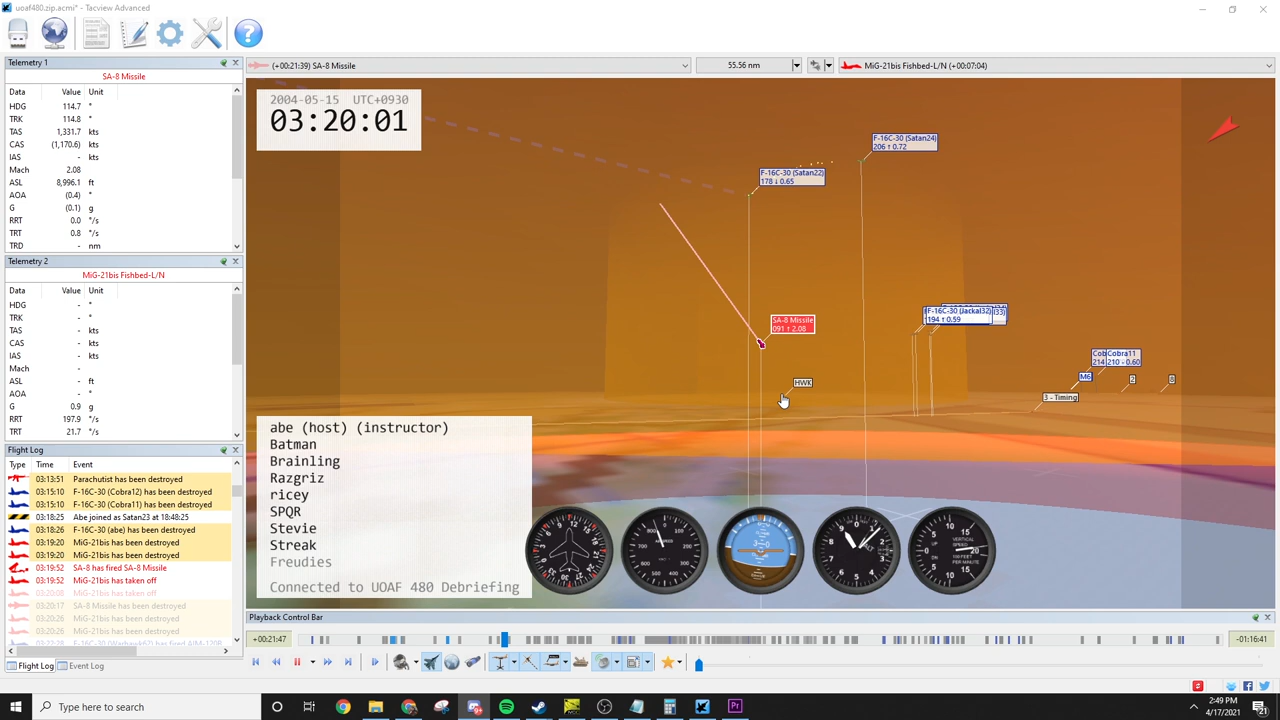 uoaf480.zip.acmi* - Tacview Advanced
Telemetry 1
SA-8 Missile
Data Value Unit
HDG 114.7 °
TRK 114.8 °
TAS 1,331.7 kts
CAS (1,170.6) kts
IAS - kts
Mach 2.08
ASL 8,996.1 ft
AOA (0.4) °
G (0.1) g
RRT 0.0 °/s
TRT 0.8 °/s
TRD - nm
Telemetry 2
MiG-21bis Fishbed-L/N
Data Value Unit
HDG - °
TRK - °
TAS - kts
CAS - kts
IAS - kts
Mach -
ASL - ft
AOA - °
G 0.9 g
RRT 197.9 °/s
TRT 21.7 °/s
Flight Log
Type Time Event
03:13:51 Parachutist has been destroyed
03:15:10 F-16C-30 (Cobra12) has been destroyed
03:15:10 F-16C-30 (Cobra11) has been destroyed
03:18:25 Abe joined as Satan23 at 18:48:25
03:18:26 F-16C-30 (abe) has been destroyed
03:19:20 MiG-21bis has been destroyed
03:19:20 MiG-21bis has been destroyed
03:19:52 SA-8 has fired SA-8 Missile
03:19:52 MiG-21bis has taken off
03:20:08 MiG-21bis has taken off
03:20:17 SA-8 Missile has been destroyed
03:20:26 MiG-21bis has been destroyed
03:20:26 MiG-21bis has been destroyed
Flight Log Event Log
(+00:21:39) SA-8 Missile
55.56 nm
MiG-21bis Fishbed-L/N (+00:07:04)
2004-05-15 UTC+0930
03:20:01
F-16C-30 (Satan24)
206 ↑ 0.72
F-16C-30 (Satan22)
178 ↓ 0.65
SA-8 Missile
091 ↑ 2.08
F-16C-30 (Jackal32)
194 ↑ 0.59
HWK
Cobra11
210 - 0.60
214
M6
2
8
3 - Timing
abe (host) (instructor)
Batman
Brainling
Razgriz
ricey
SPQR
Stevie
Streak
Freudies
Connected to UOAF 480 Debriefing
Playback Control Bar
+00:21:47
-01:16:41
Type here to search
2:49 PM
4/17/2021